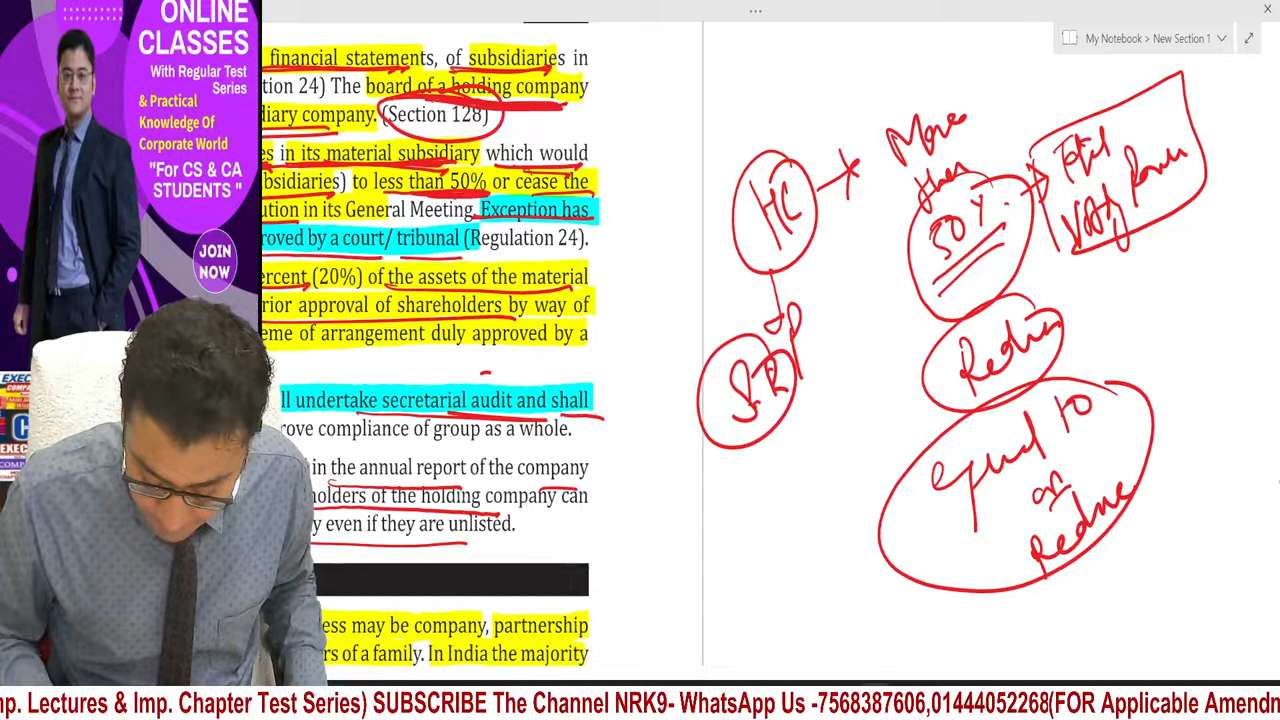 ONLINE
CLASSES
With Regular Test
Series
& Practical
Knowledge Of
Corporate World
"For CS & CA
STUDENTS "
JOIN
NOW
financial statements, of subsidiaries in
tion 24) The board of a holding company
diary company. (Section 128)
es in its material subsidiary which would
bsidiaries) to less than 50% or cease the
ution in its General Meeting. Exception has
proved by a court/ tribunal (Regulation 24).
ercent (20%) of the assets of the material
rior approval of shareholders by way of
eme of arrangement duly approved by a
ll undertake secretarial audit and shall
rove compliance of group as a whole.
in the annual report of the company
holders of the holding company can
y even if they are unlisted.
ess may be company, partnership
rs of a family. In India the majority
My Notebook > New Section 1
HC
More
than
50 %
Total
Voting Power
equal to
or
Reduce
mp. Lectures & Imp. Chapter Test Series) SUBSCRIBE The Channel NRK9- WhatsApp Us -7568387606,01444052268(FOR Applicable Amendn